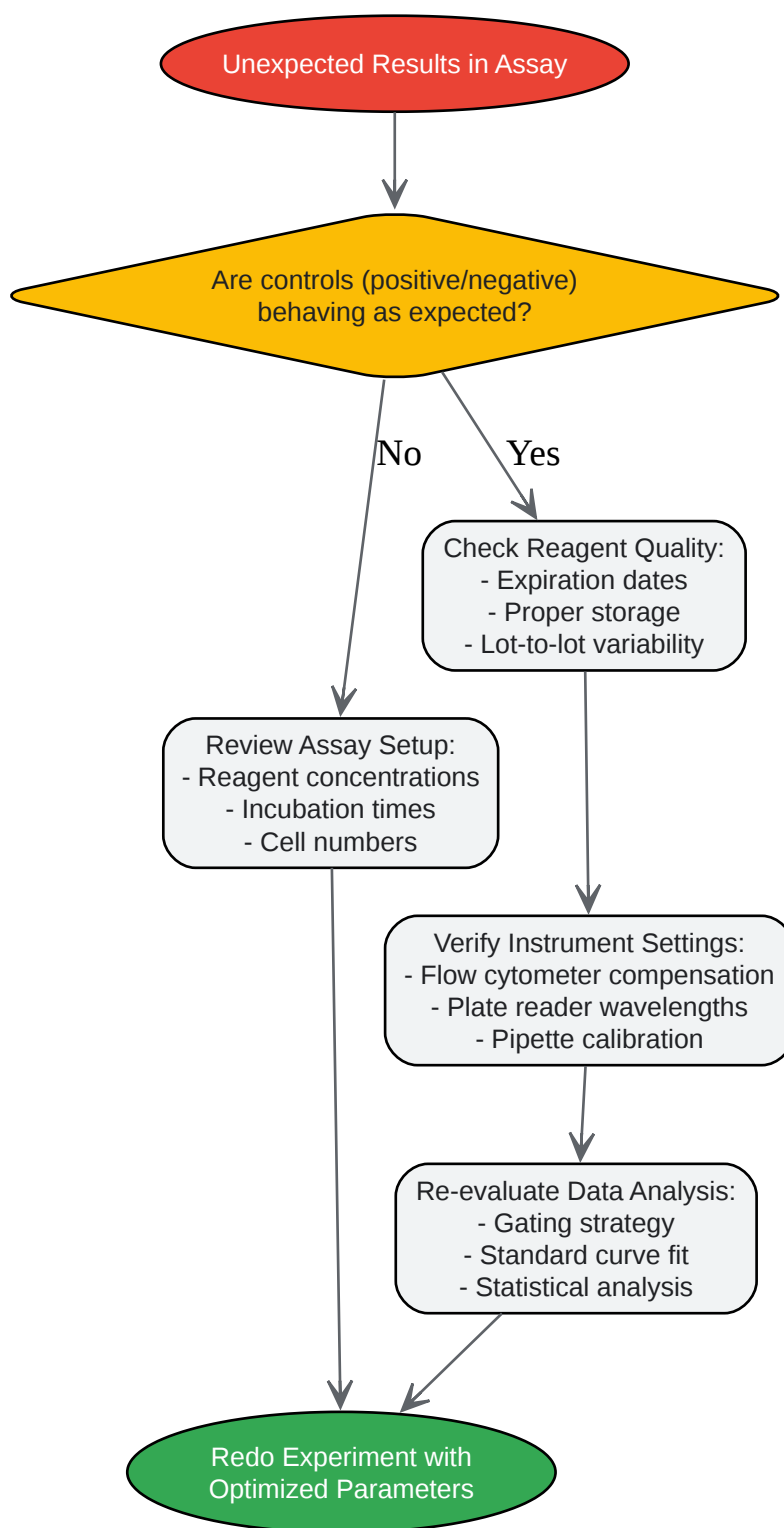 Unexpected Results in Assay
Are controls (positive/negative)
behaving as expected?
No
Yes
Check Reagent Quality:
- Expiration dates
- Proper storage
- Lot-to-lot variability
Review Assay Setup:
- Reagent concentrations
- Incubation times
- Cell numbers
Verify Instrument Settings:
- Flow cytometer compensation
- Plate reader wavelengths
- Pipette calibration
Re-evaluate Data Analysis:
- Gating strategy
- Standard curve fit
- Statistical analysis
Redo Experiment with
Optimized Parameters